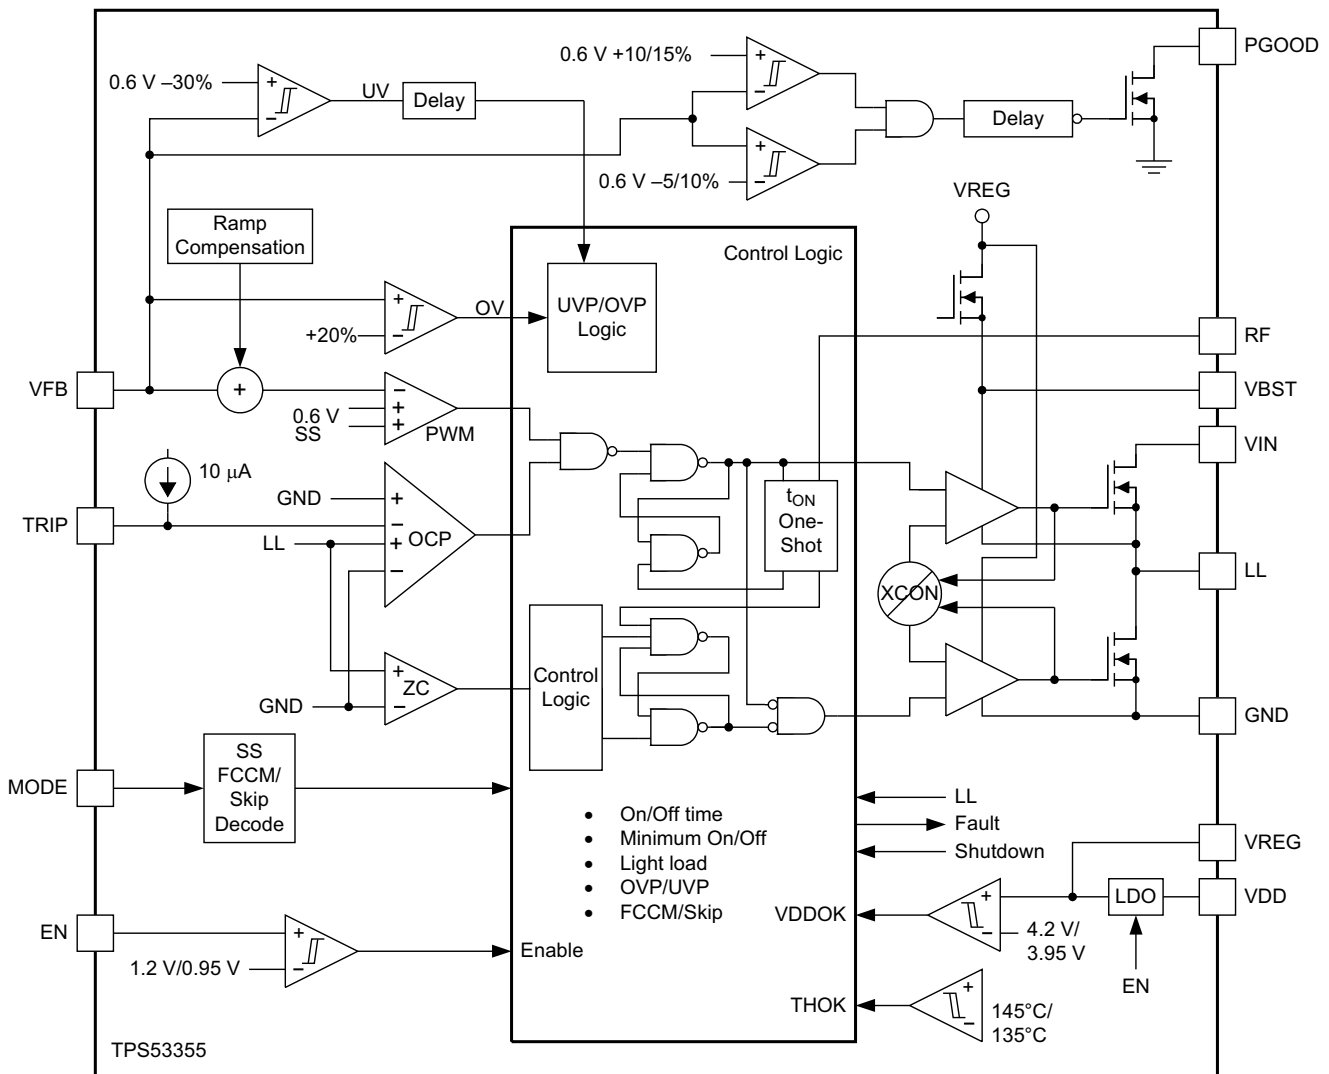 PGOOD
0.6 V +10/15%
0.6 V –30%
+
–
UV
Delay
+
–
Delay
+
–
0.6 V –5/10%
VREG
Ramp
Compensation
Control Logic
UVP/OVP
Logic
+
–
OV
+20%
RF
VFB
+
–
+
+
0.6 V
SS
PWM
VBST
VIN
10 μA
GND
+
TRIP
–
LL
+
OCP
–
tON
One-
Shot
XCON
LL
Control
Logic
+
ZC
GND
–
GND
MODE
SS
FCCM/
Skip
Decode
• On/Off time
• Minimum On/Off
• Light load
• OVP/UVP
• FCCM/Skip
LL
Fault
Shutdown
VREG
LDO
VDD
VDDOK
+
–
4.2 V/
3.95 V
EN
EN
+
–
1.2 V/0.95 V
Enable
THOK
+
–
145°C/
135°C
TPS53355